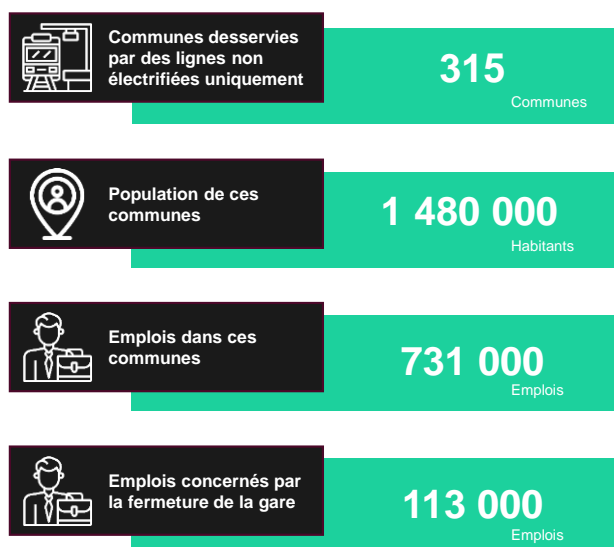 Communes desservies
par des lignes non
électrifiées uniquement
315
Communes
Population de ces
communes
1 480 000
Habitants
Emplois dans ces
communes
731 000
Emplois
Emplois concernés par
la fermeture de la gare
113 000
Emplois